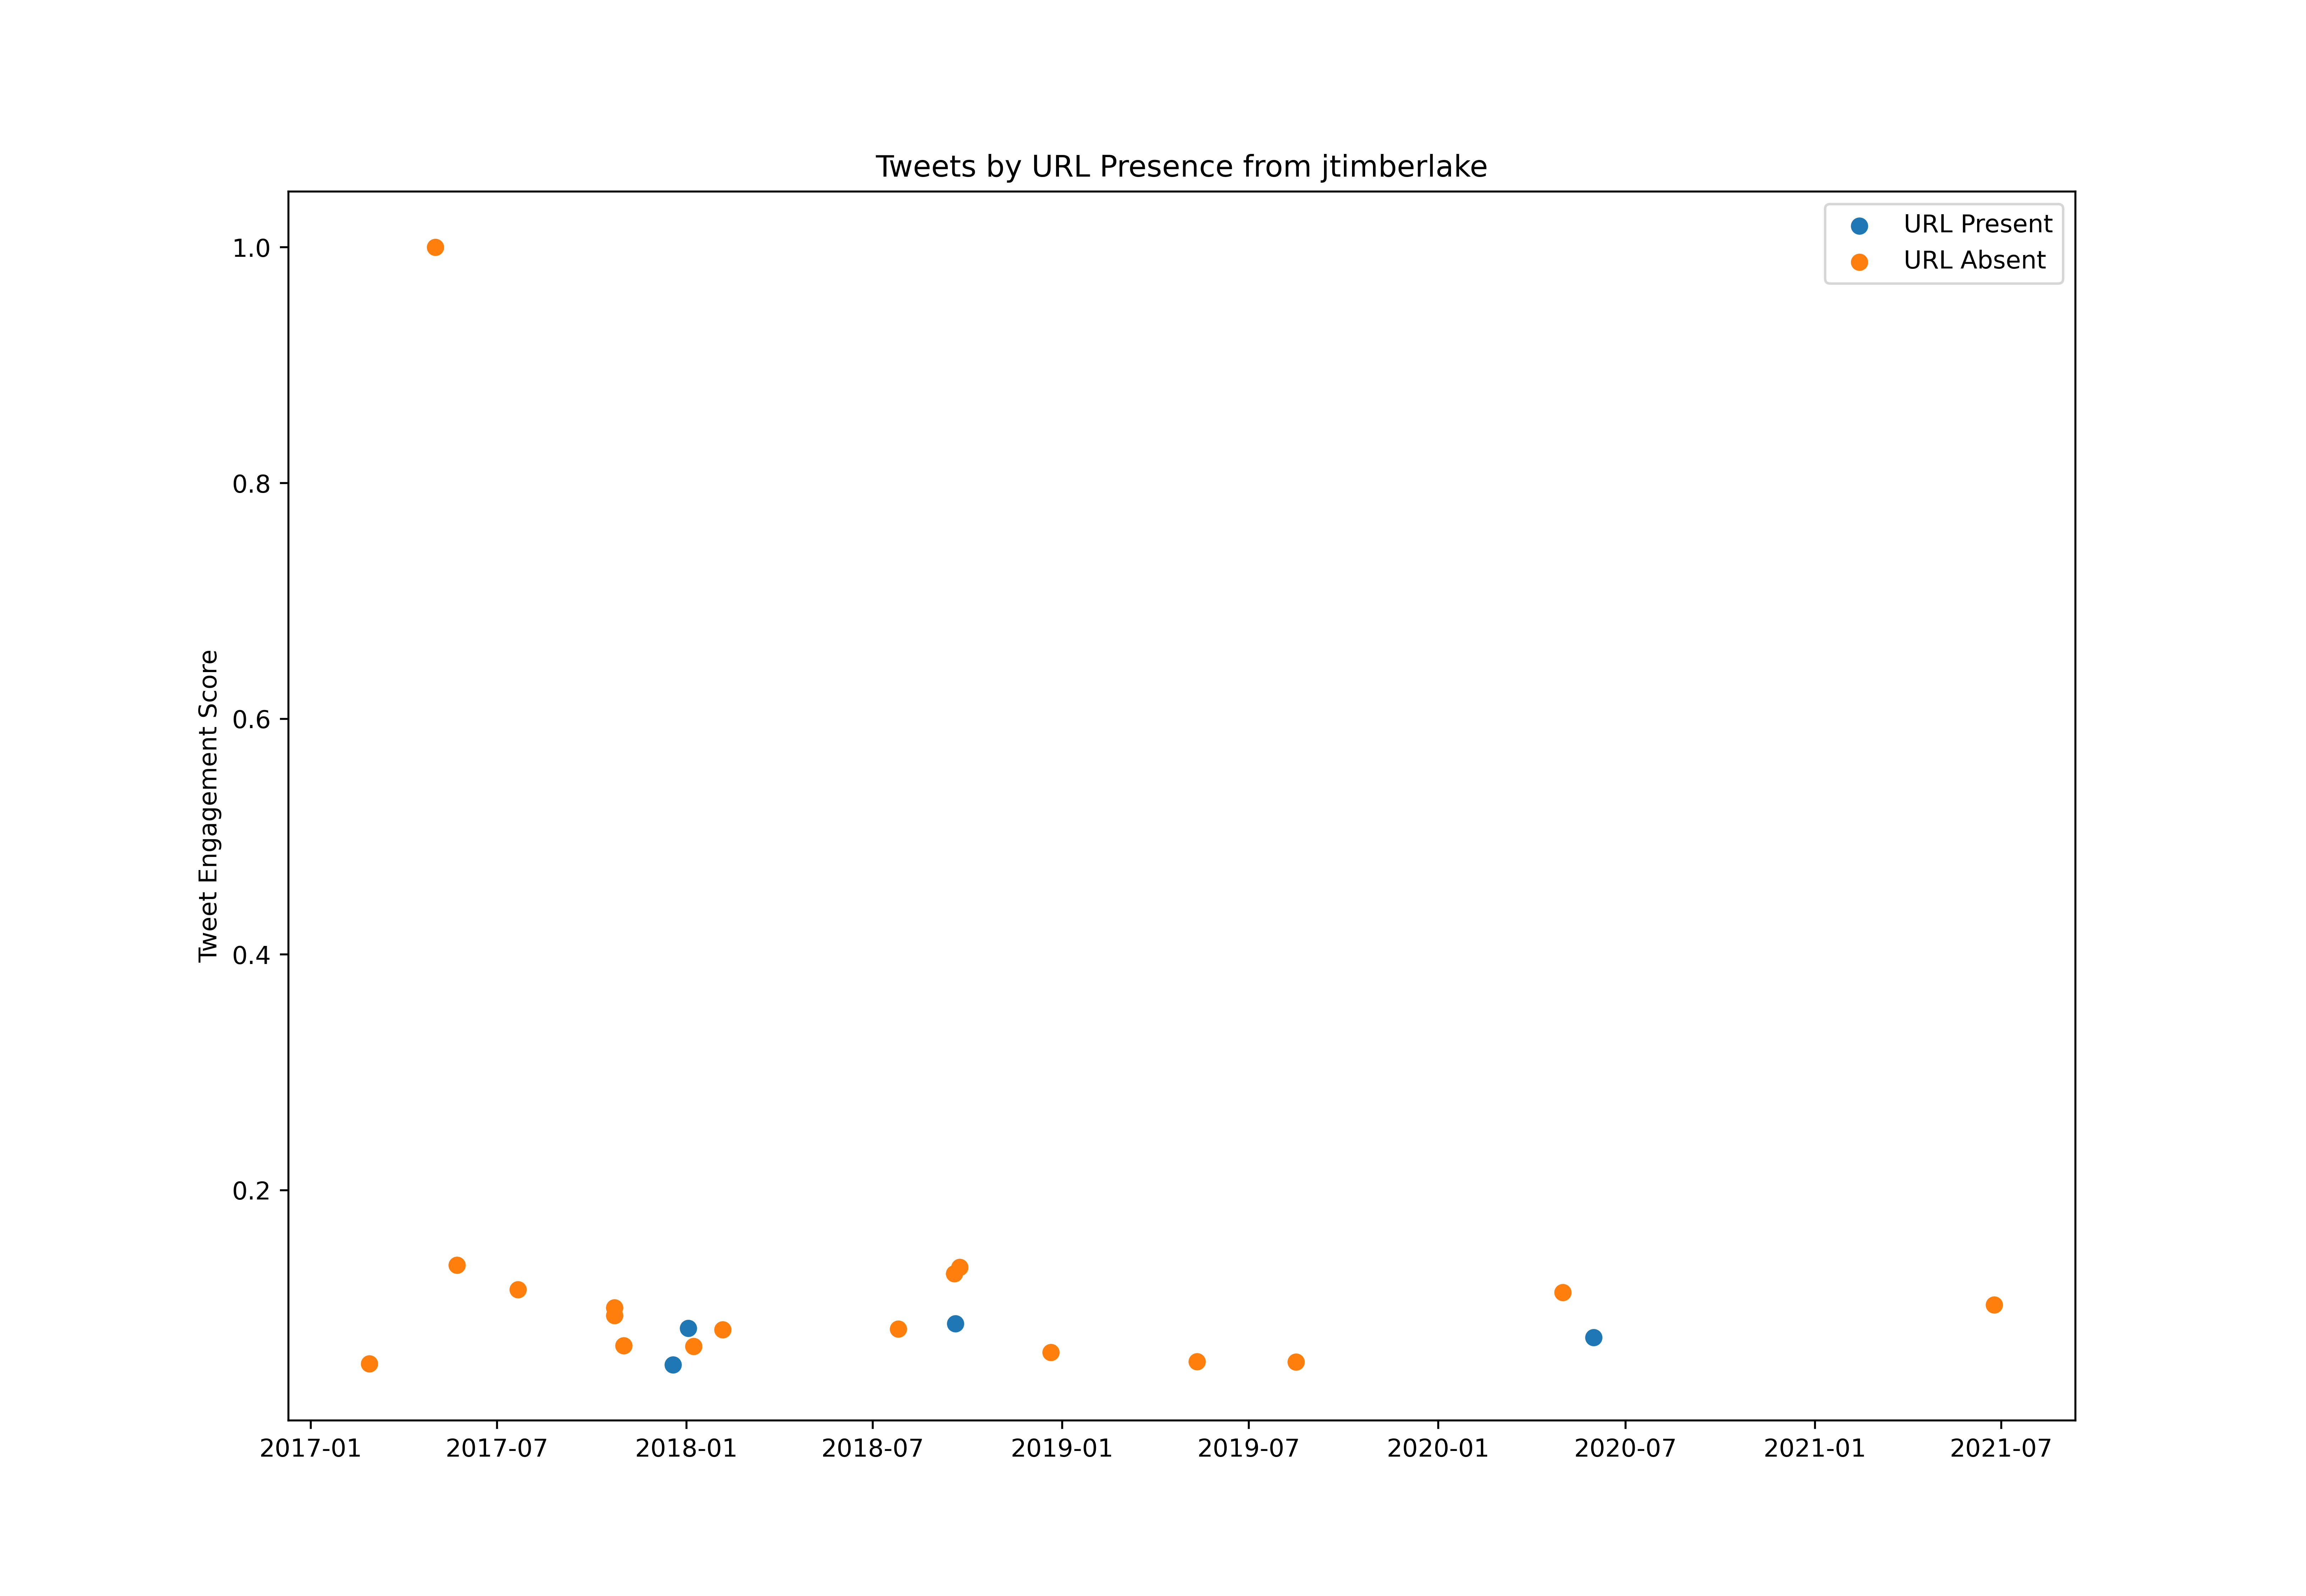 Tweets by URL Presence from jtimberlake
URL Present
URL Absent
Tweet Engagement Score
1.0
0.8
0.6
0.4
0.2
2017-01 2017-07 2018-01 2018-07 2019-01 2019-07 2020-01 2020-07 2021-01 2021-07